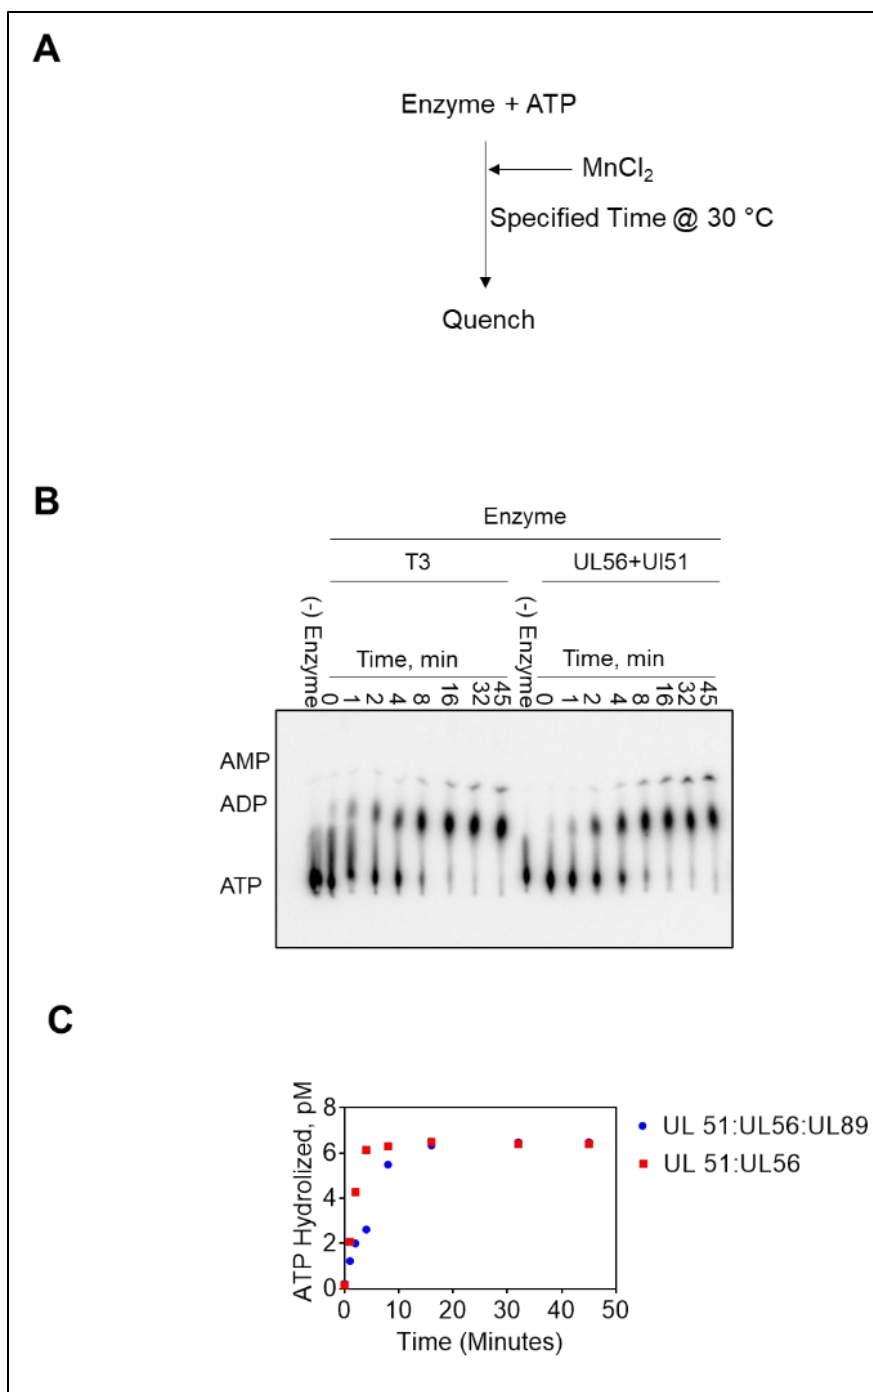 A
Enzyme + ATP
MnCl₂
Specified Time @ 30 °C
Quench
B
Enzyme
T3 UL56+Ul51
(-) Enzyme Time, min (-) Enzyme Time, min
0 1 2 4 8 16 32 45 0 1 2 4 8 16 32 45
AMP
ADP
ATP
C
ATP Hydrolized, pM
8
6
4
2
0
0 10 20 30 40 50
Time (Minutes)
UL 51:UL56:UL89
UL 51:UL56